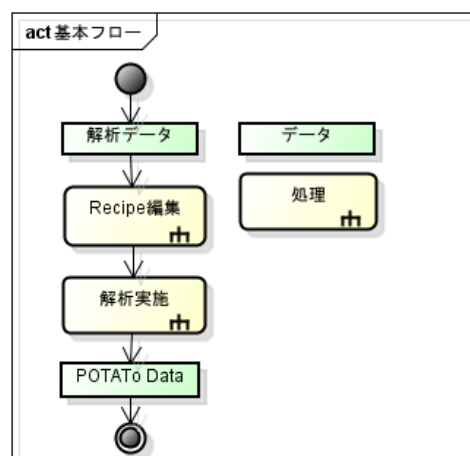 act 基本フロー
解析データ
データ
Recipe編集
処理
解析実施
POTATo Data